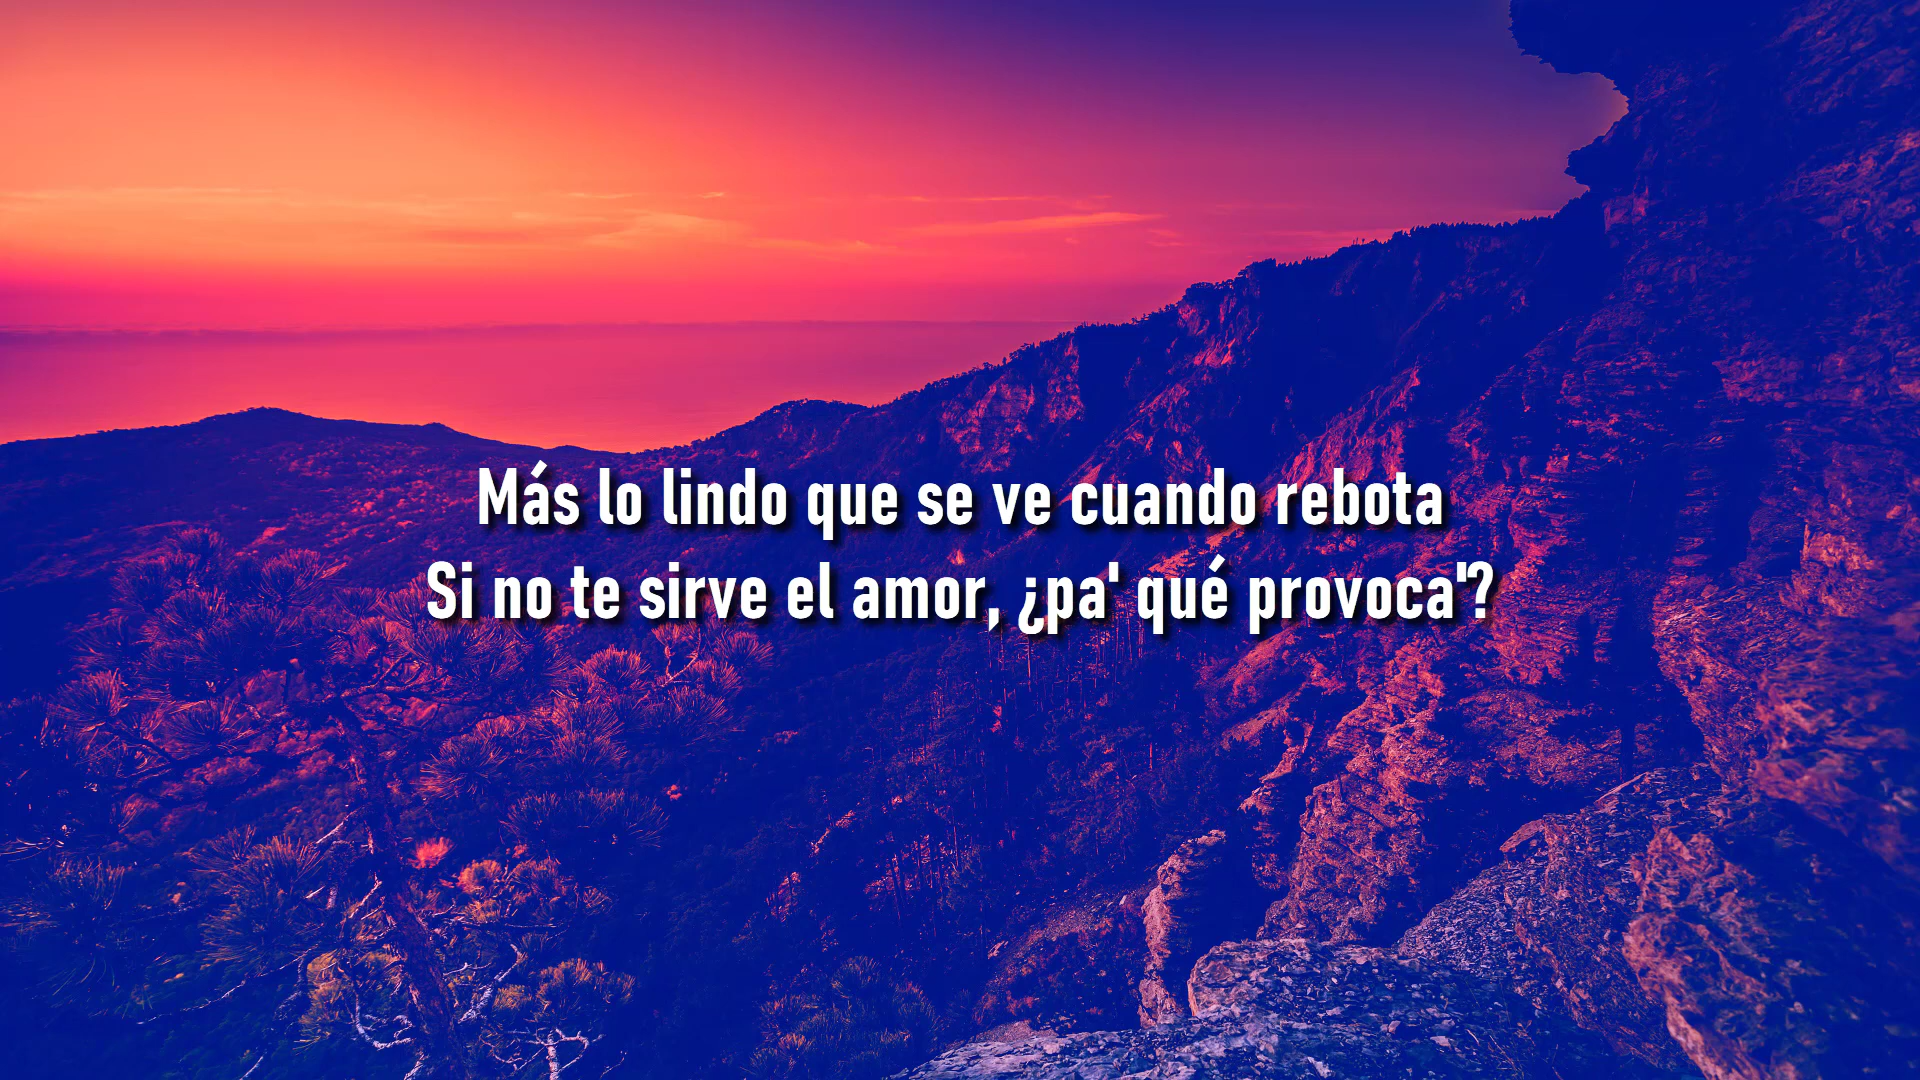 Más lo lindo que se ve cuando rebota
Si no te sirve el amor, ¿pa' qué provoca'?